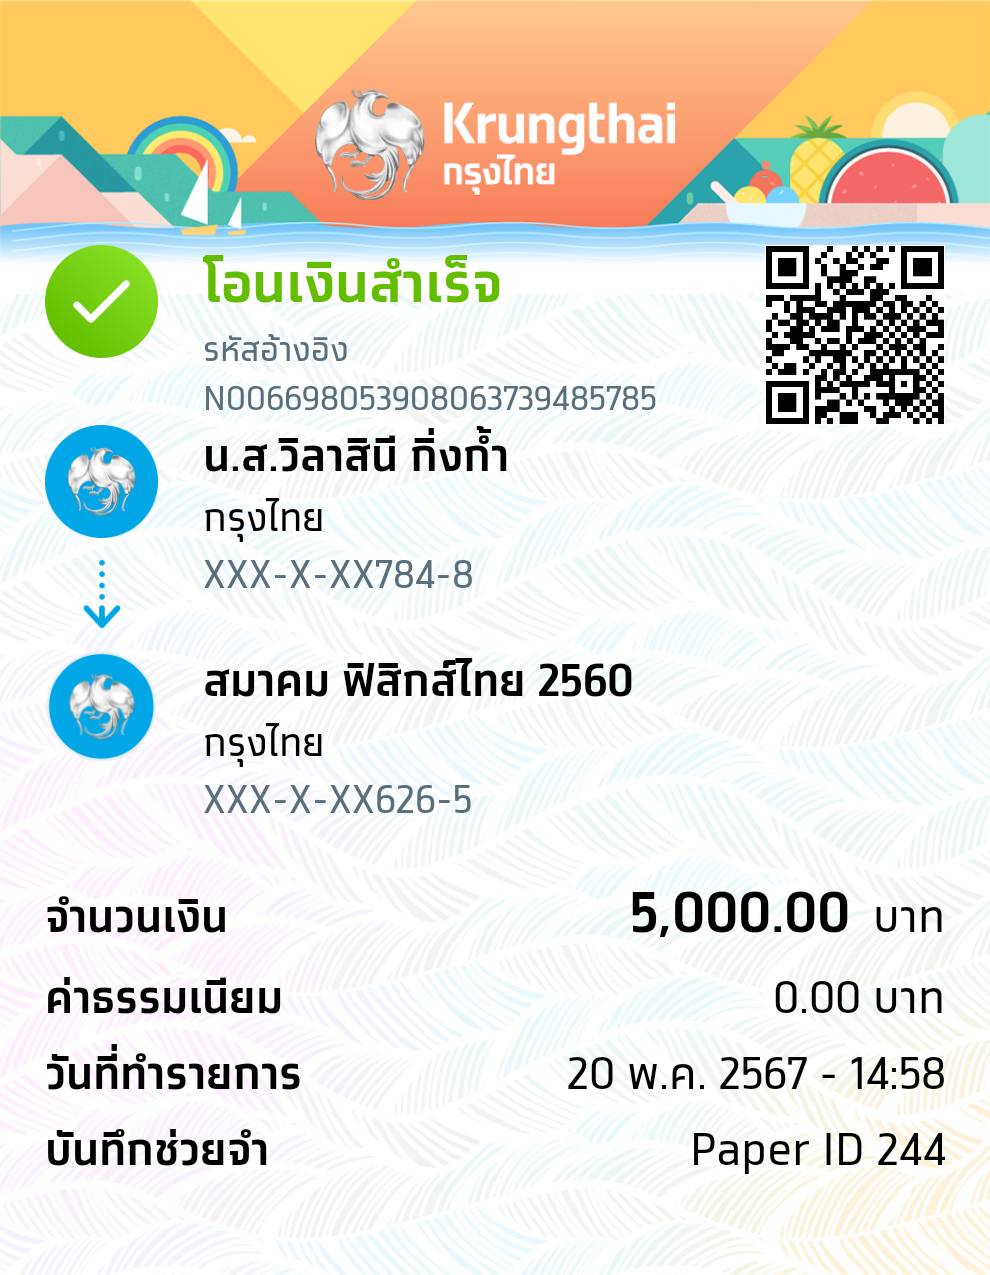 Krungthai
กรุงไทย
โอนเงินสำเร็จ
รหัสอ้างอิง
N006698053908063739485785
น.ส.วิลาสินี กิ่งก้ำ
กรุงไทย
XXX-X-XX784-8
สมาคม ฟิสิกส์ไทย 2560
กรุงไทย
XXX-X-XX626-5
จำนวนเงิน 5,000.00 บาท
ค่าธรรมเนียม 0.00 บาท
วันที่ทำรายการ 20 พ.ค. 2567 - 14:58
บันทึกช่วยจำ Paper ID 244